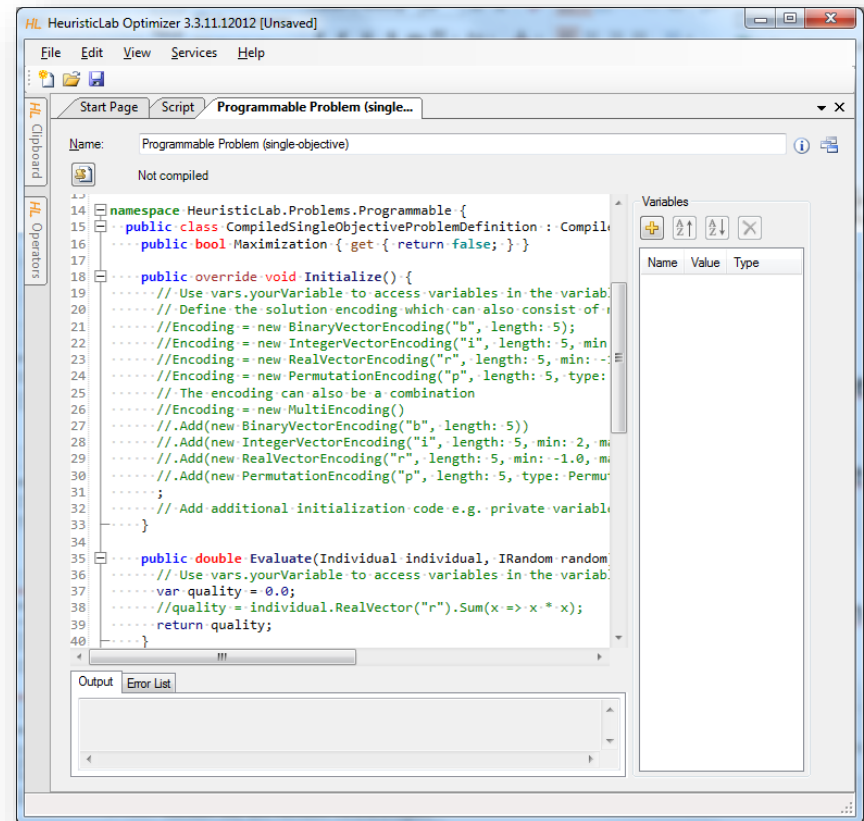 HL HeuristicLab Optimizer 3.3.11.12012 [Unsaved]
File Edit View Services Help
Start Page Script Programmable Problem (single...
HL Clipboard
HL Operators
Name: Programmable Problem (single-objective)
Not compiled
13
14 namespace HeuristicLab.Problems.Programmable {
15 public class CompiledSingleObjectiveProblemDefinition : Compile
16 public bool Maximization { get { return false; } }
17
18 public override void Initialize() {
19 // Use vars.yourVariable to access variables in the variab
20 // Define the solution encoding which can also consist of
21 //Encoding = new BinaryVectorEncoding("b", length: 5);
22 //Encoding = new IntegerVectorEncoding("i", length: 5, min
23 //Encoding = new RealVectorEncoding("r", length: 5, min: -
24 //Encoding = new PermutationEncoding("p", length: 5, type:
25 // The encoding can also be a combination
26 //Encoding = new MultiEncoding()
27 //.Add(new BinaryVectorEncoding("b", length: 5))
28 //.Add(new IntegerVectorEncoding("i", length: 5, min: 2, ma
29 //.Add(new RealVectorEncoding("r", length: 5, min: -1.0, ma
30 //.Add(new PermutationEncoding("p", length: 5, type: Permu
31 ;
32 // Add additional initialization code e.g. private variabl
33 }
34
35 public double Evaluate(Individual individual, IRandom random
36 // Use vars.yourVariable to access variables in the variab
37 var quality = 0.0;
38 //quality = individual.RealVector("r").Sum(x => x * x);
39 return quality;
40 }
Variables
Name Value Type
Output Error List